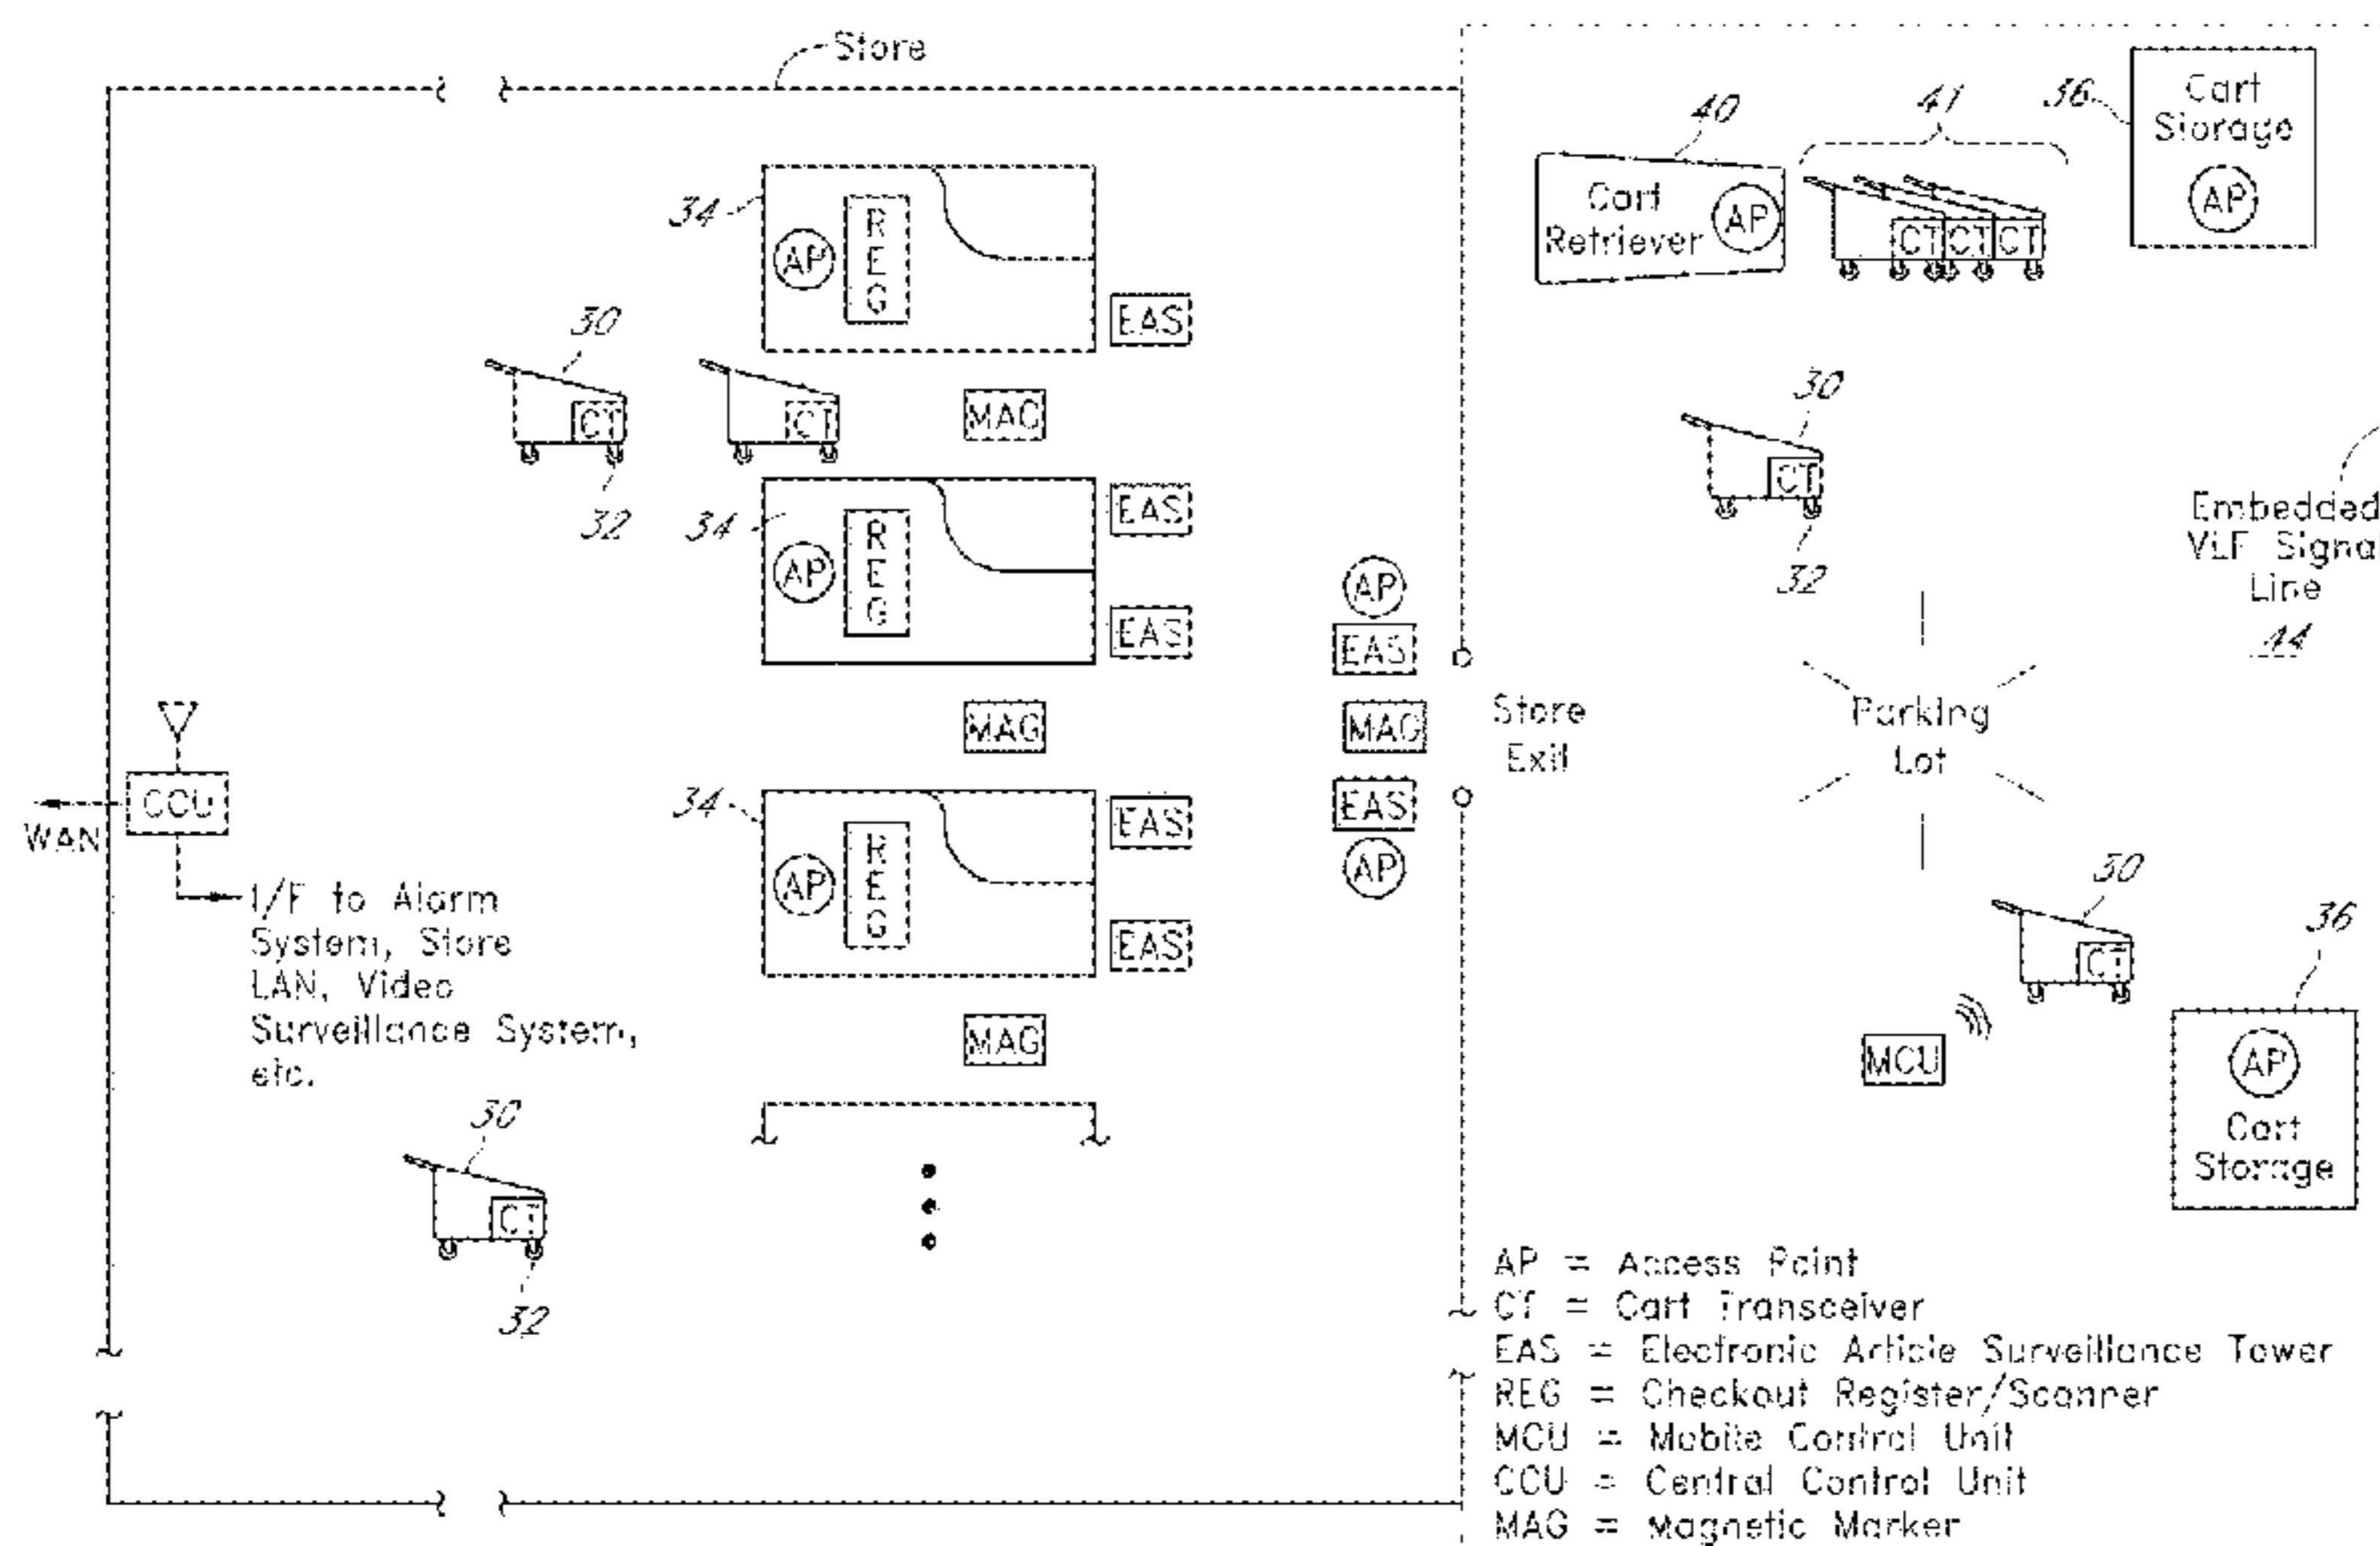 Store
34
AP
REG
EAS
30
CT
32
CT
MAG
34
AP
REG
EAS
EAS
MAG
34
AP
REG
EAS
EAS
MAG
AP
EAS
MAG
EAS
AP
Store
Exit
CCU
WAN
I/F to Alarm
System, Store
LAN, Video
Surveillance System,
etc.
30
CT
32
40
Cart
Retriever
AP
41
CT CT CT
36
Cart
Storage
AP
30
CT
32
Embedded
VLF Signal
Line
44
Parking
Lot
30
CT
MCU
36
AP
Cart
Storage
AP = Access Point
CT = Cart Transceiver
EAS = Electronic Article Surveillance Tower
REG = Checkout Register/Scanner
MCU = Mobile Control Unit
CCU = Central Control Unit
MAG = Magnetic Marker